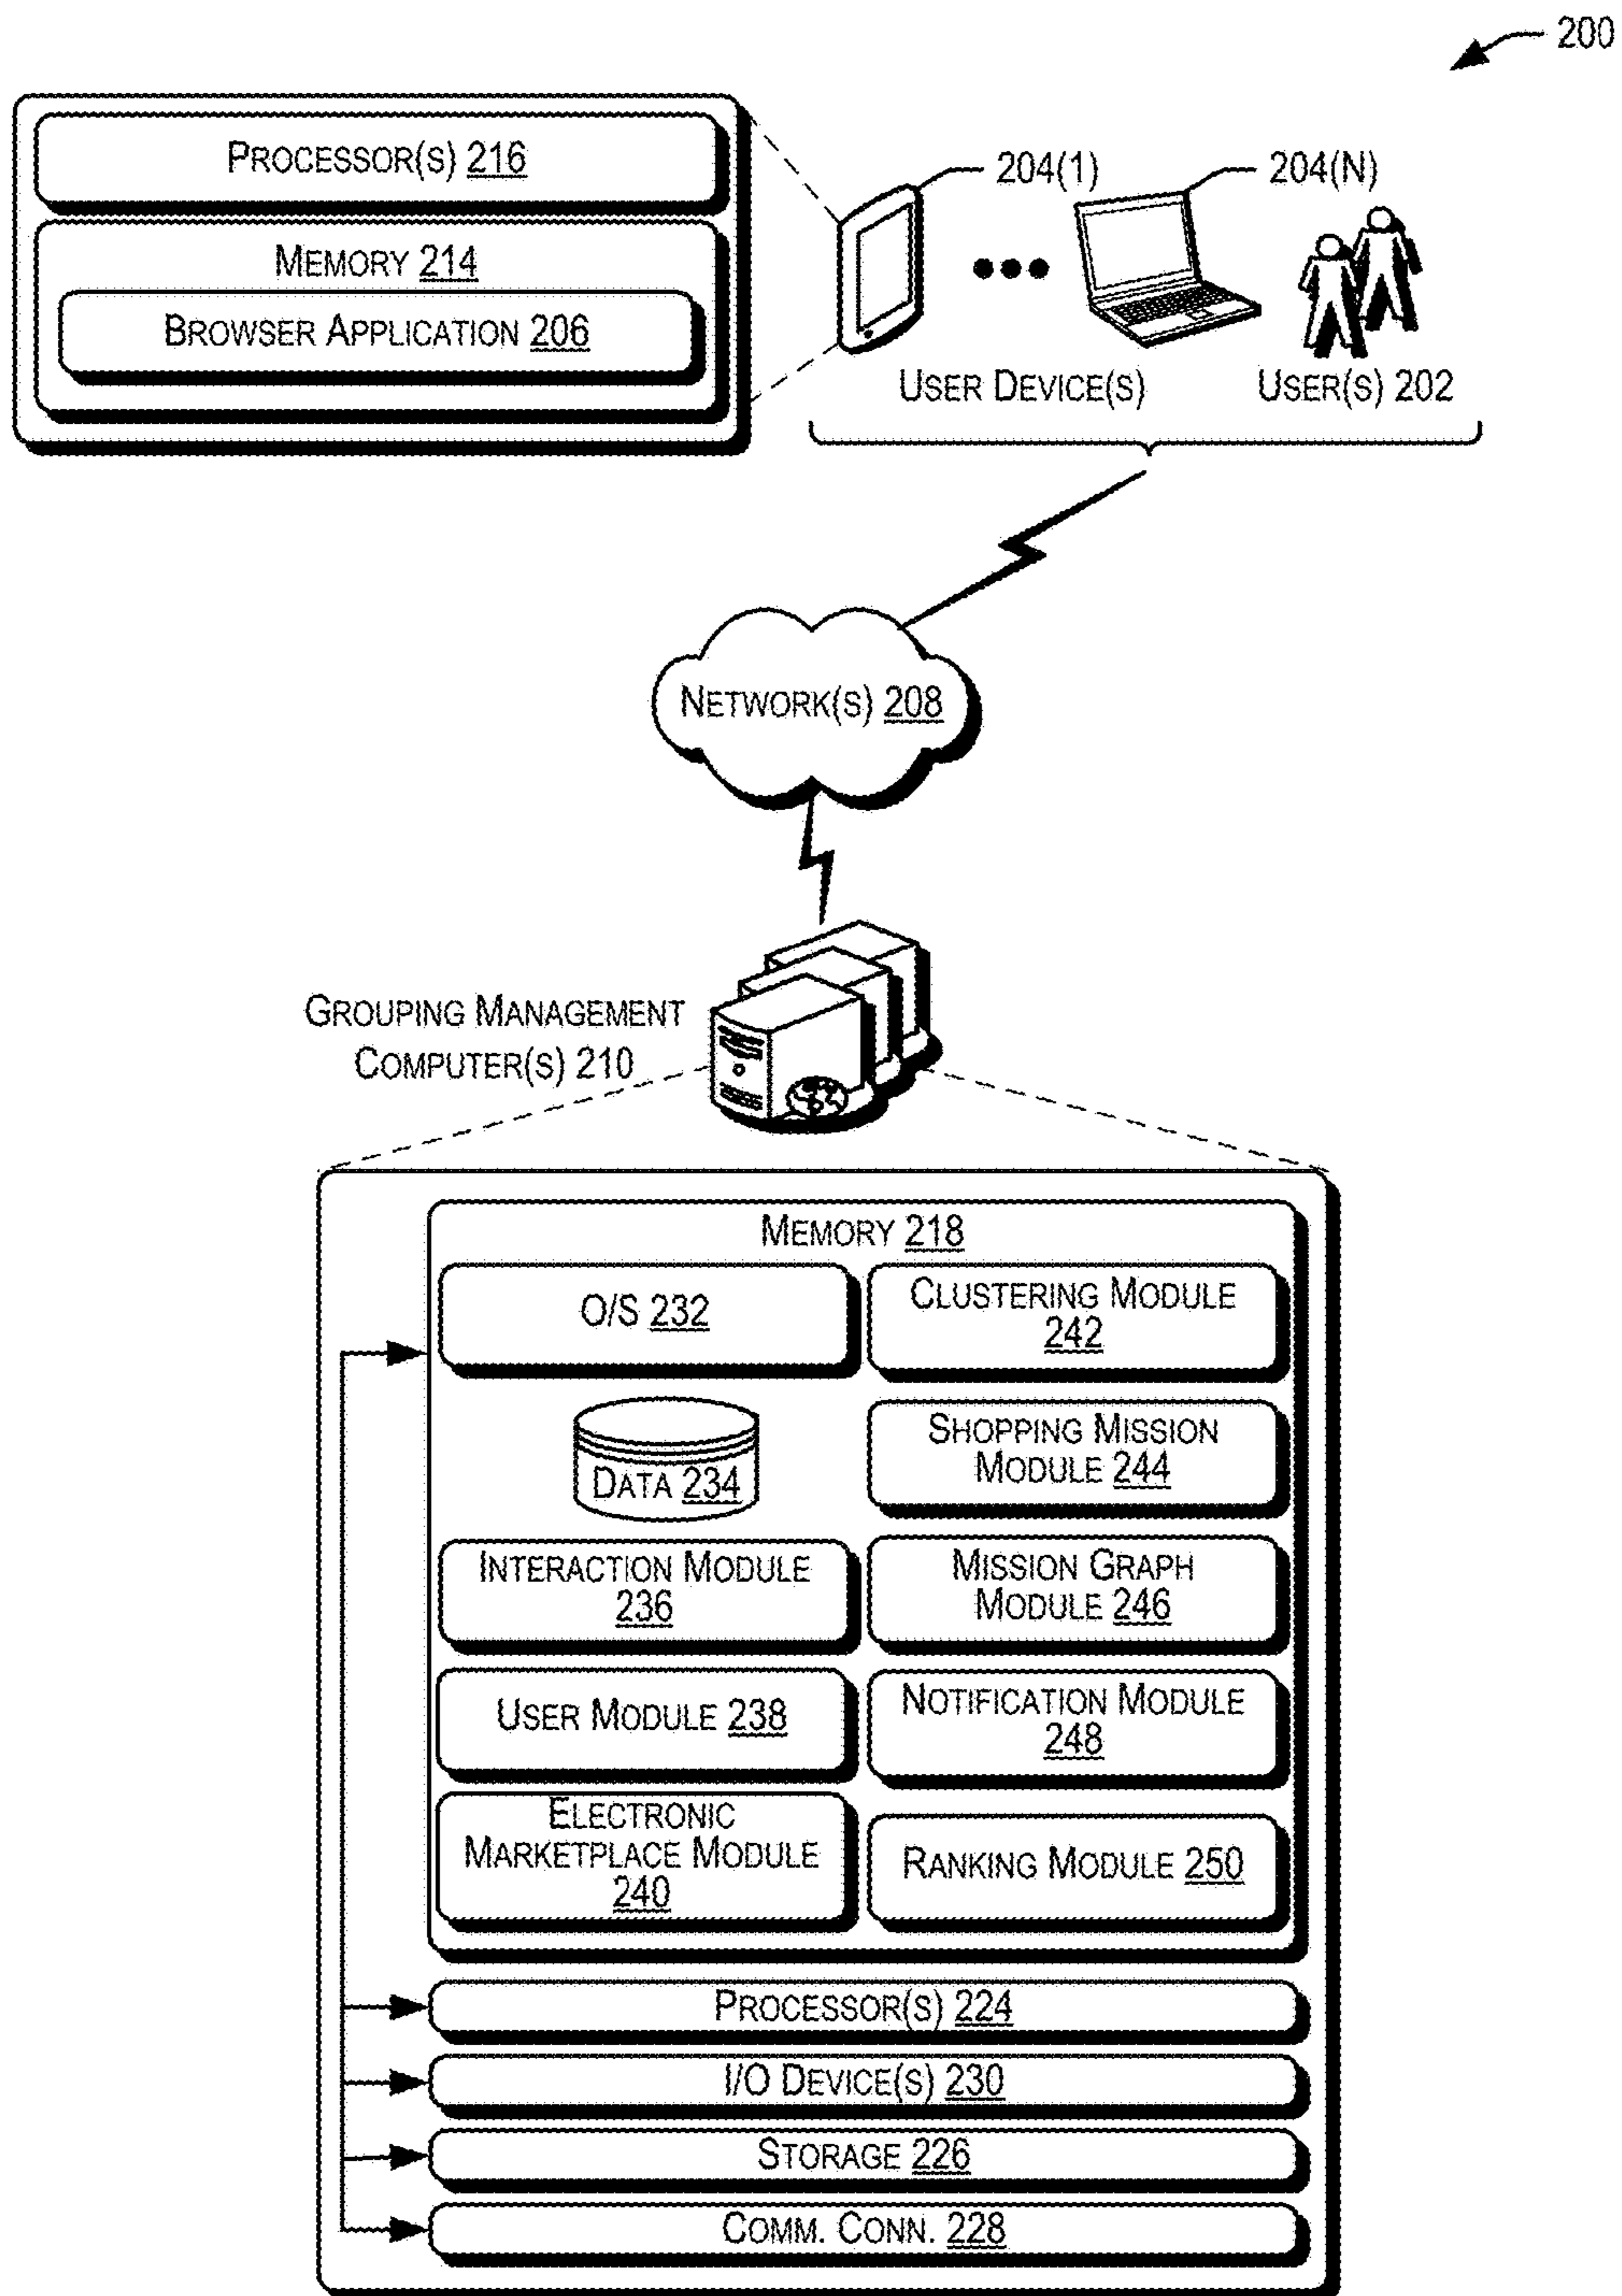 200
PROCESSOR(S) 216
MEMORY 214
BROWSER APPLICATION 206
204(1)
204(N)
USER DEVICE(S)
USER(S) 202
NETWORK(S) 208
GROUPING MANAGEMENT
COMPUTER(S) 210
MEMORY 218
O/S 232
CLUSTERING MODULE
242
DATA 234
SHOPPING MISSION
MODULE 244
INTERACTION MODULE
236
MISSION GRAPH
MODULE 246
USER MODULE 238
NOTIFICATION MODULE
248
ELECTRONIC
MARKETPLACE MODULE
240
RANKING MODULE 250
PROCESSOR(S) 224
I/O DEVICE(S) 230
STORAGE 226
COMM. CONN. 228